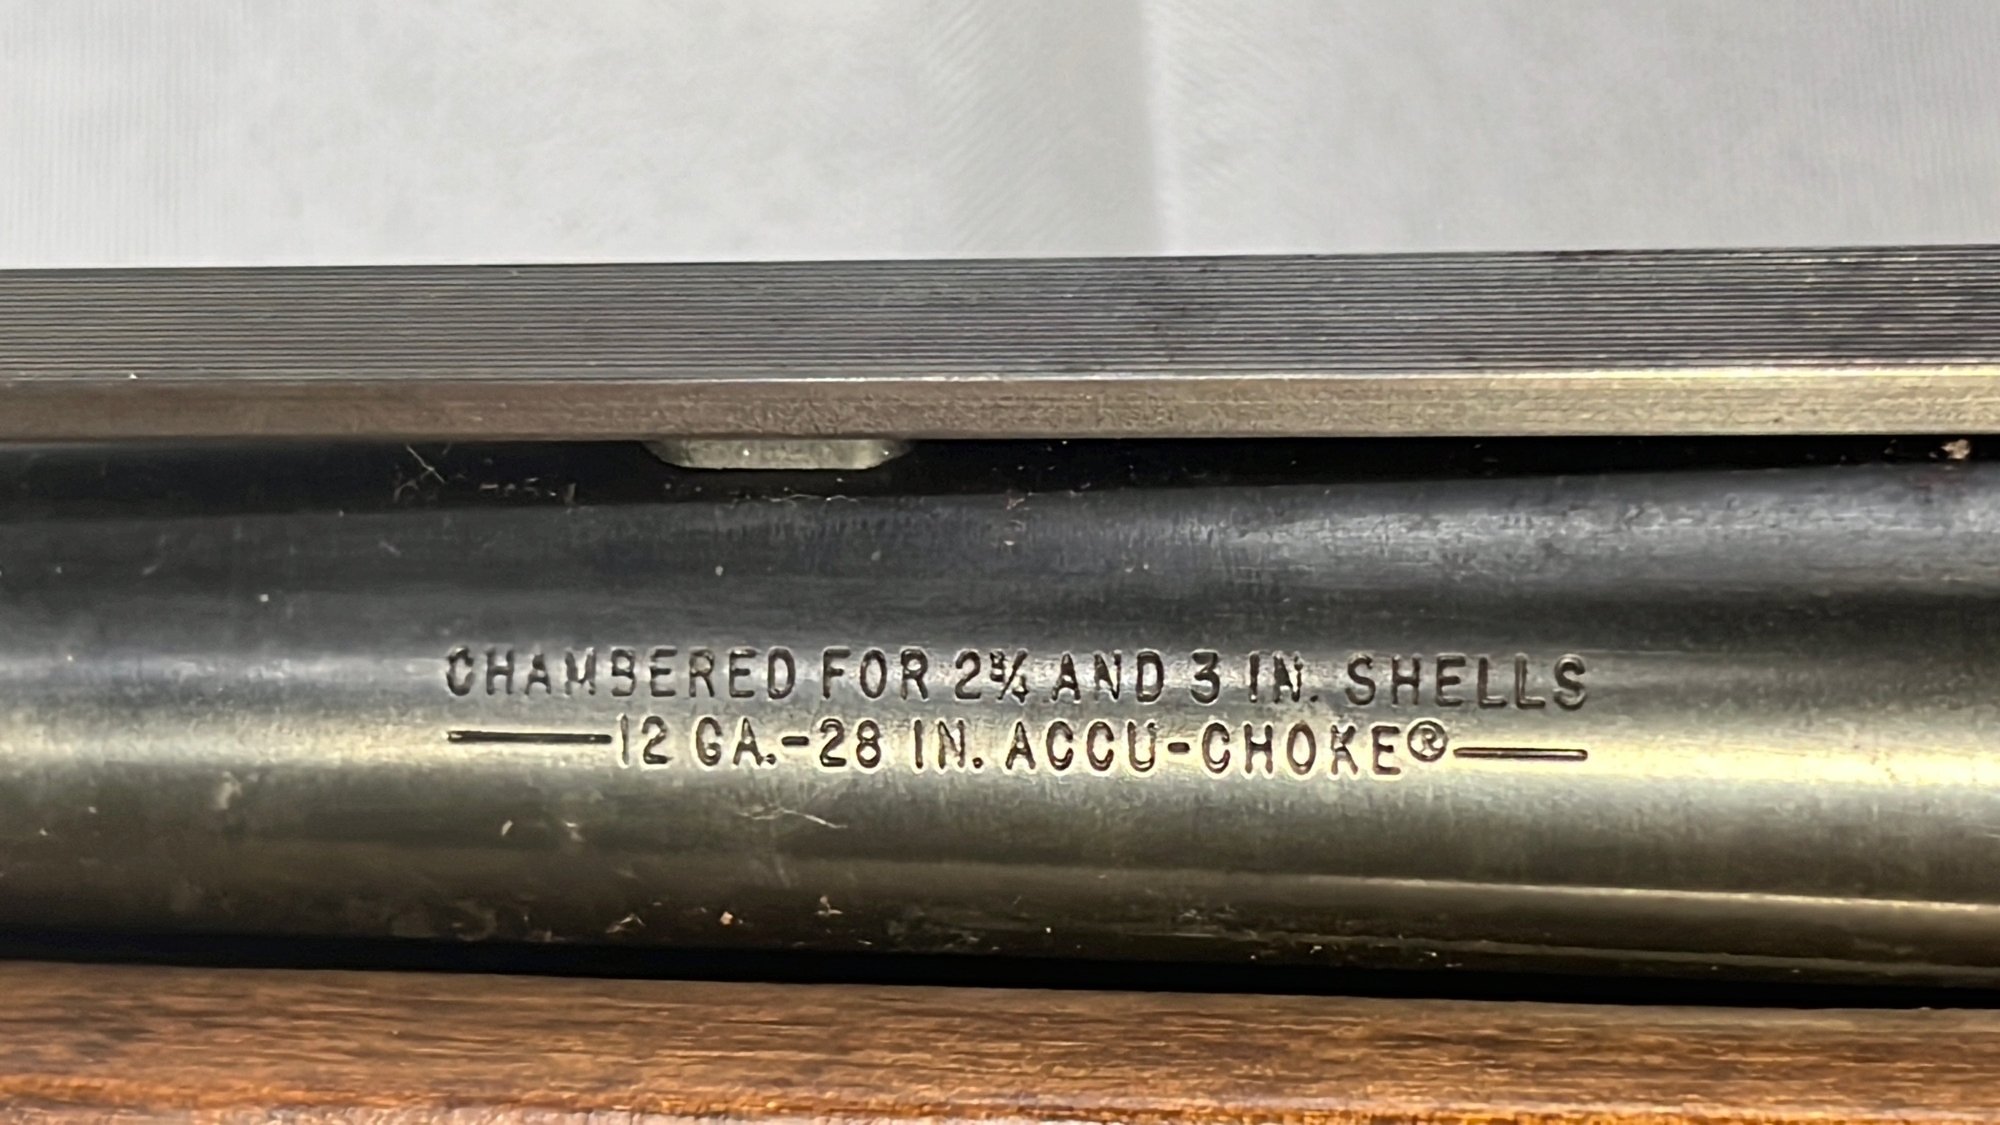 CHAMBERED FOR 2¾ AND 3 IN. SHELLS
12 GA.-28 IN. ACCU-CHOKE®